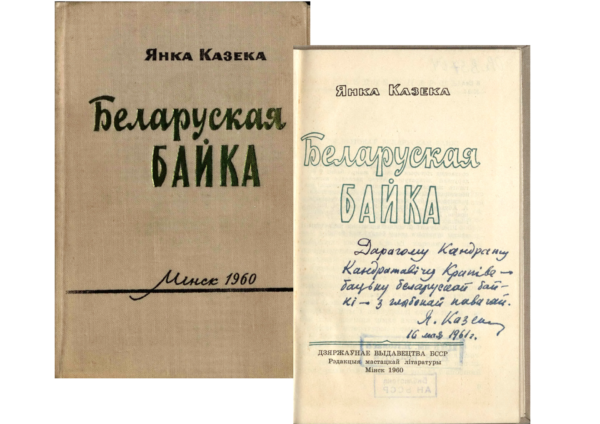 Янка Казека
Беларуская
БАЙКА
Мінск 1960
Янка Казека
Беларуская
БАЙКА
Дарагому Кандрату
Кандратавічу Крапіве —
бацьку беларускай бай-
кі — з глыбокай павагай.
Я. Казека
16 мая 1961 г.
ДЗЯРЖАЎНАЕ ВЫДАВЕЦТВА БССР
Рэдакцыя мастацкай літаратуры
Мінск 1960